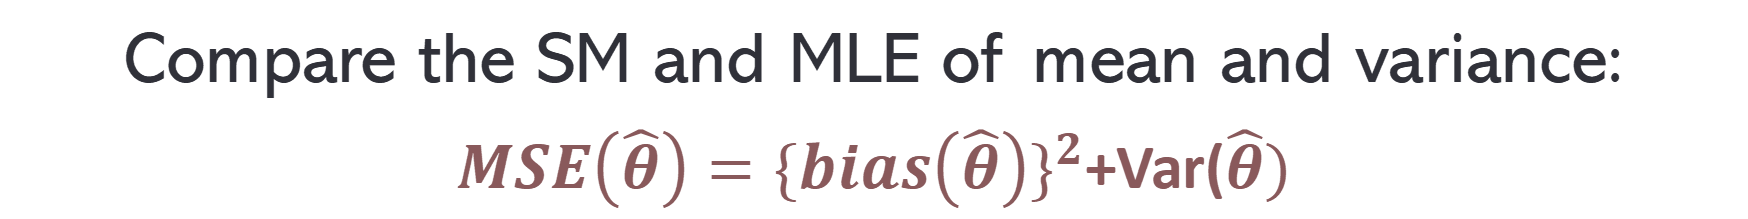 Compare the SM and MLE of mean and variance:
𝑴𝑺𝑬(𝜽̂) = {𝒃𝒊𝒂𝒔(𝜽̂)}²+Var(𝜽̂)